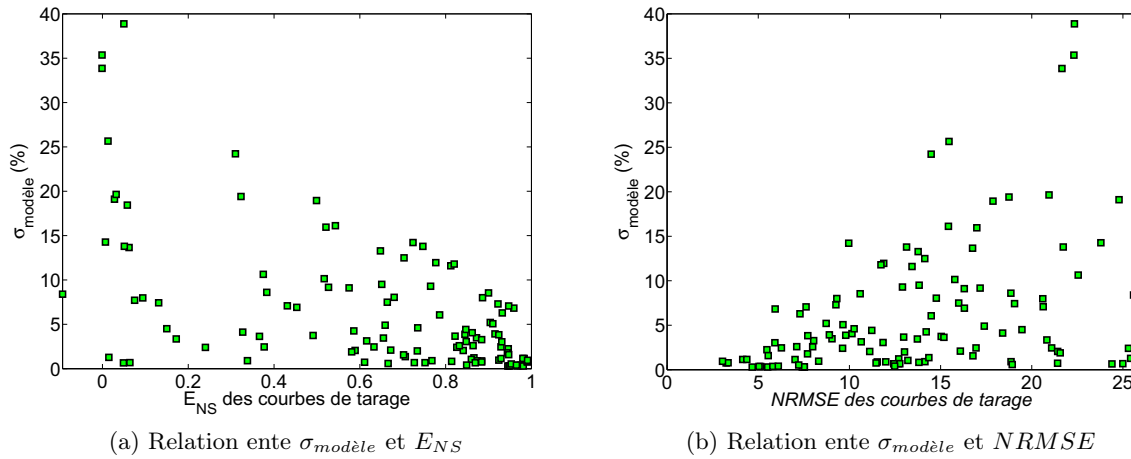 40
35
30
25
20
15
10
5
0
σmodèle (%)
0 0.2 0.4 0.6 0.8 1
ENS des courbes de tarage
(a) Relation ente σmodèle et ENS
40
35
30
25
20
15
10
5
0
σmodèle (%)
0 5 10 15 20 25
NRMSE des courbes de tarage
(b) Relation ente σmodèle et NRMSE